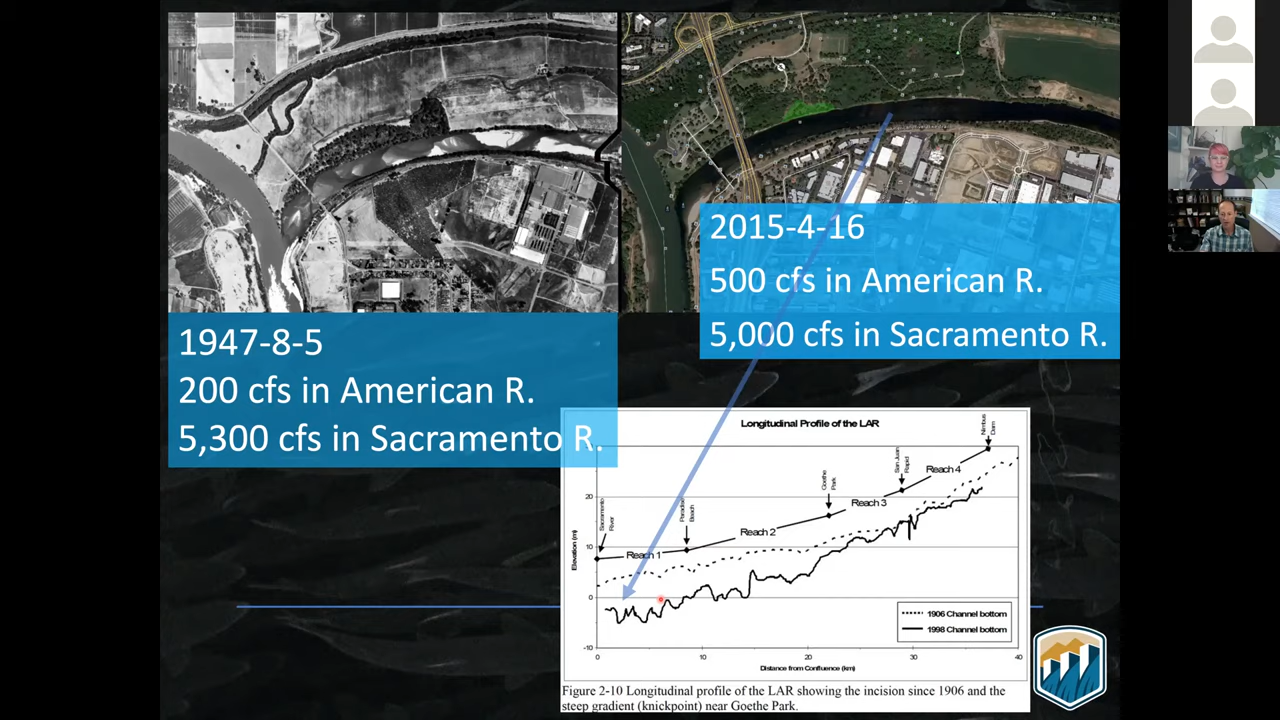 2015-4-16
500 cfs in American R.
5,000 cfs in Sacramento R.
1947-8-5
200 cfs in American R.
5,300 cfs in Sacramento R.
Longitudinal Profile of the LAR
Nimbus
Dam
San Juan
Rapid
Reach 4
Goethe
Park
Reach 3
Sacramento
River
Paradise
Beach
Reach 2
Reach 1
Elevation (m)
20
10
0
-10
1906 Channel bottom
1998 Channel bottom
0 10 20 30 40
Distance from Confluence (km)
Figure 2-10 Longitudinal profile of the LAR showing the incision since 1906 and the
steep gradient (knickpoint) near Goethe Park.